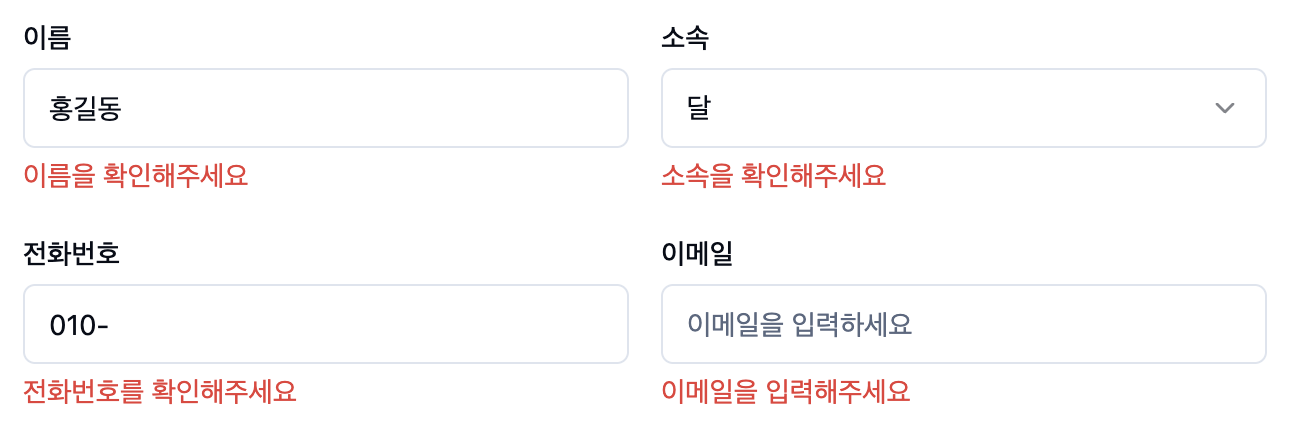 이름
홍길동
이름을 확인해주세요
소속
달
소속을 확인해주세요
전화번호
010-
전화번호를 확인해주세요
이메일
이메일을 입력하세요
이메일을 입력해주세요